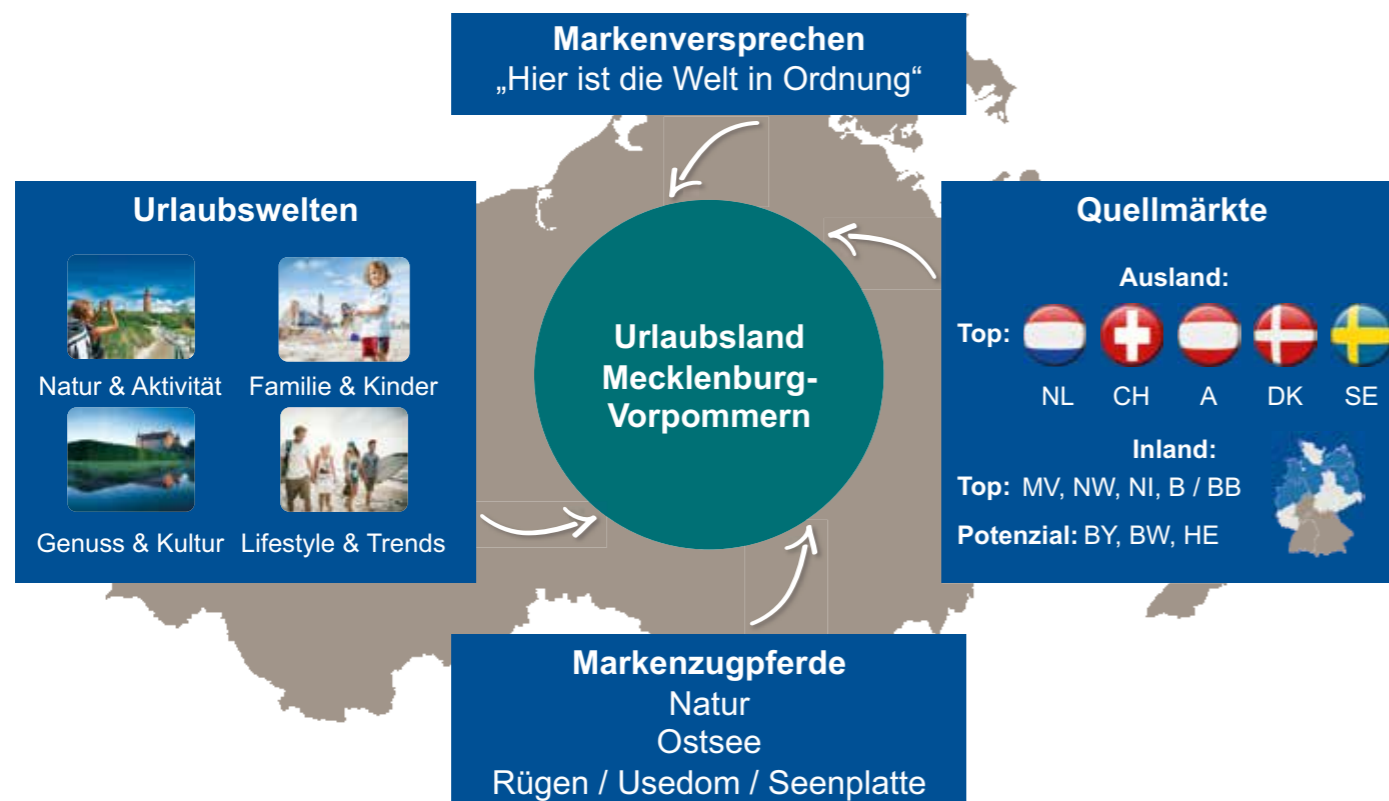 Markenversprechen
„Hier ist die Welt in Ordnung“
Urlaubswelten
Natur & Aktivität
Familie & Kinder
Genuss & Kultur
Lifestyle & Trends
Urlaubsland
Mecklenburg-
Vorpommern
Quellmärkte
Ausland:
Top:
NL CH A DK SE
Inland:
Top: MV, NW, NI, B / BB
Potenzial: BY, BW, HE
Markenzugpferde
Natur
Ostsee
Rügen / Usedom / Seenplatte